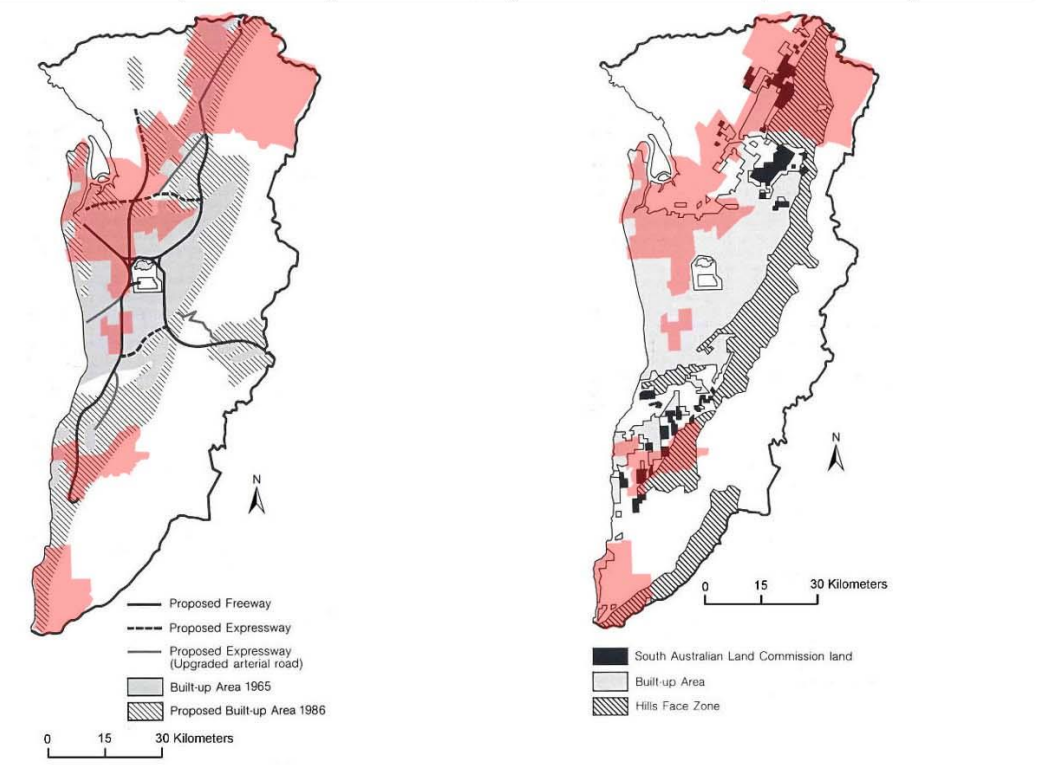 N
Proposed Freeway
Proposed Expressway
Proposed Expressway
(Upgraded arterial road)
Built-up Area 1965
Proposed Built-up Area 1986
0 15 30 Kilometers
N
0 15 30 Kilometers
South Australian Land Commission land
Built-up Area
Hills Face Zone